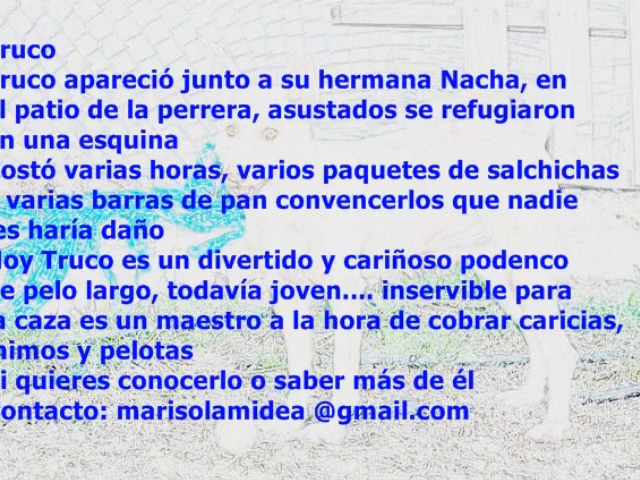 ruco
ruco apareció junto a su hermana Nacha, en
l patio de la perrera, asustados se refugiaron
n una esquina
ostó varias horas, varios paquetes de salchichas
varias barras de pan convencerlos que nadie
es haría daño
oy Truco es un divertido y cariñoso podenco
e pelo largo, todavía joven.... inservible para
a caza es un maestro a la hora de cobrar caricias,
mimos y pelotas
i quieres conocerlo o saber más de él
ontacto: marisolamidea @gmail.com